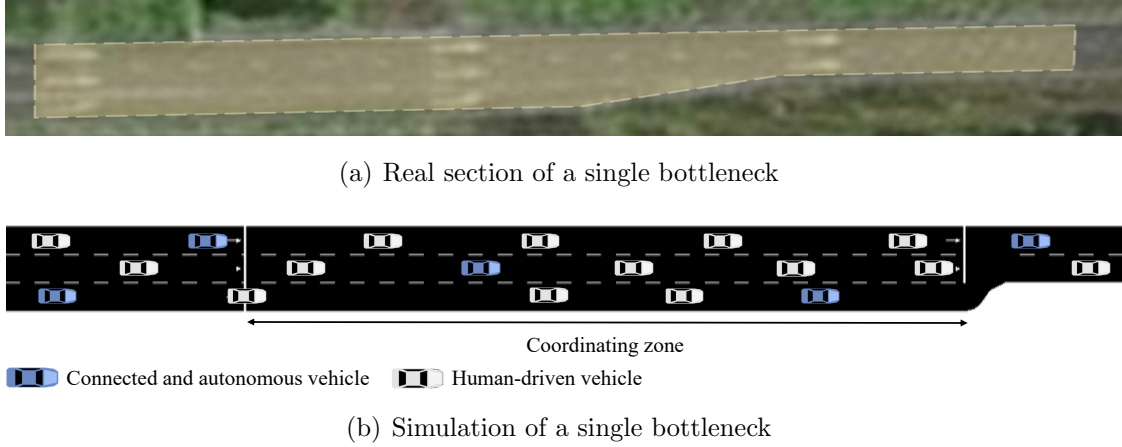 (a) Real section of a single bottleneck
Coordinating zone
Connected and autonomous vehicle Human-driven vehicle
(b) Simulation of a single bottleneck